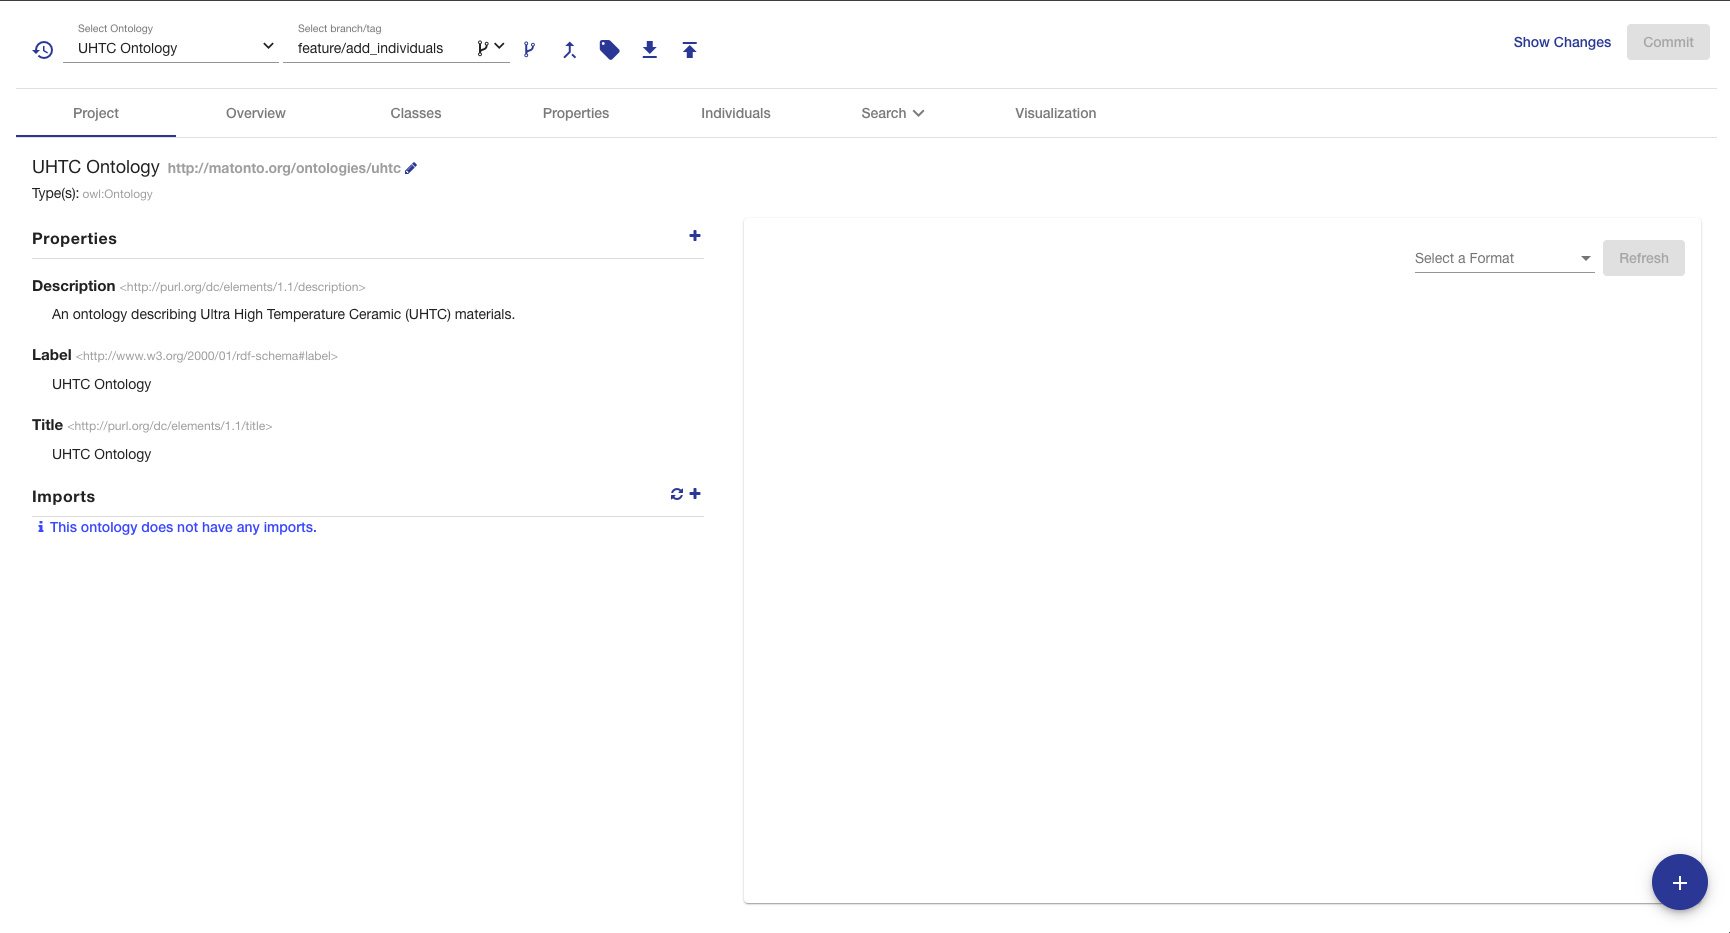 Select Ontology
UHTC Ontology
Select branch/tag
feature/add_individuals
Show Changes
Commit
Project
Overview
Classes
Properties
Individuals
Search
Visualization
UHTC Ontology http://matonto.org/ontologies/uhtc
Type(s): owl:Ontology
Properties
Description <http://purl.org/dc/elements/1.1/description>
An ontology describing Ultra High Temperature Ceramic (UHTC) materials.
Label <http://www.w3.org/2000/01/rdf-schema#label>
UHTC Ontology
Title <http://purl.org/dc/elements/1.1/title>
UHTC Ontology
Imports
This ontology does not have any imports.
Select a Format
Refresh